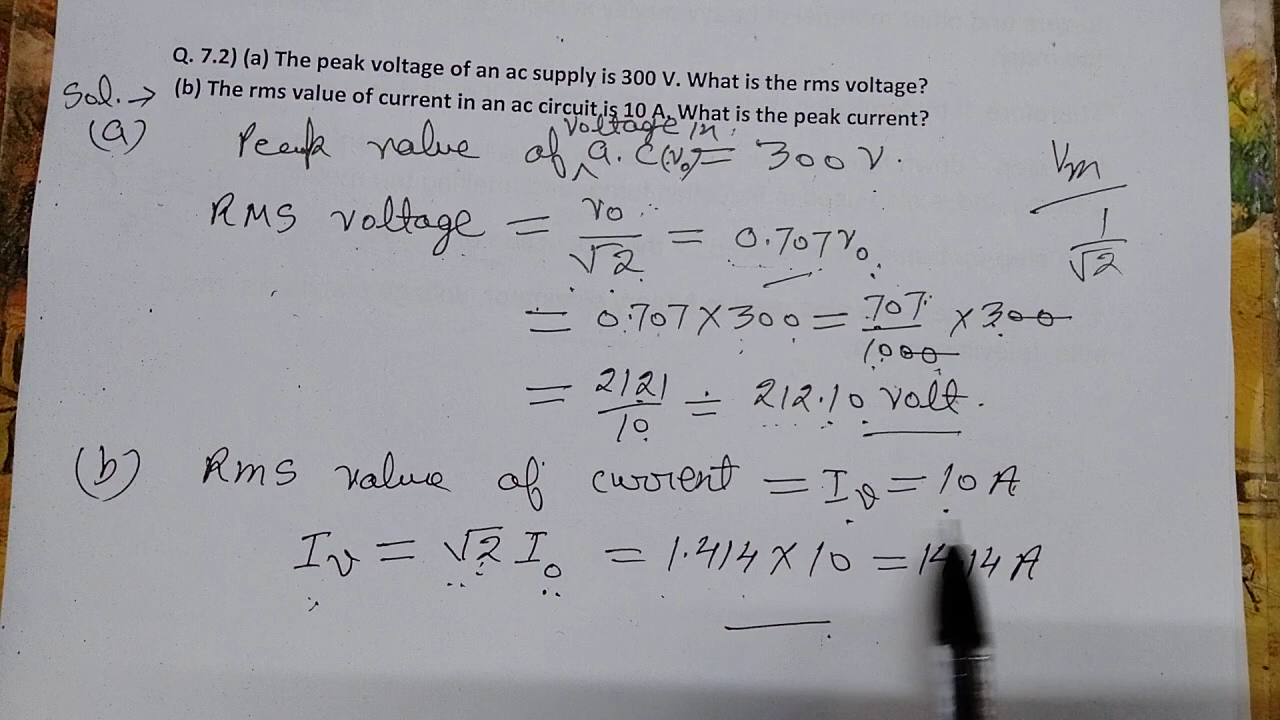 Q. 7.2) (a) The peak voltage of an ac supply is 300 V. What is the rms voltage?
Sol. → (b) The rms value of current in an ac circuit is 10 A. What is the peak current?
(a) Peak value of voltage in a.c (V₀) = 300 V.
Vm
RMS voltage = V₀/√2 = 0.707 V₀
1/√2
= 0.707 × 300 = 707/1000 × 300
= 2121/10 = 212.10 volt.
(b) RMS value of current = Iv = 10 A
Iv = √2 I₀ = 1.414 × 10 = 14.14 A